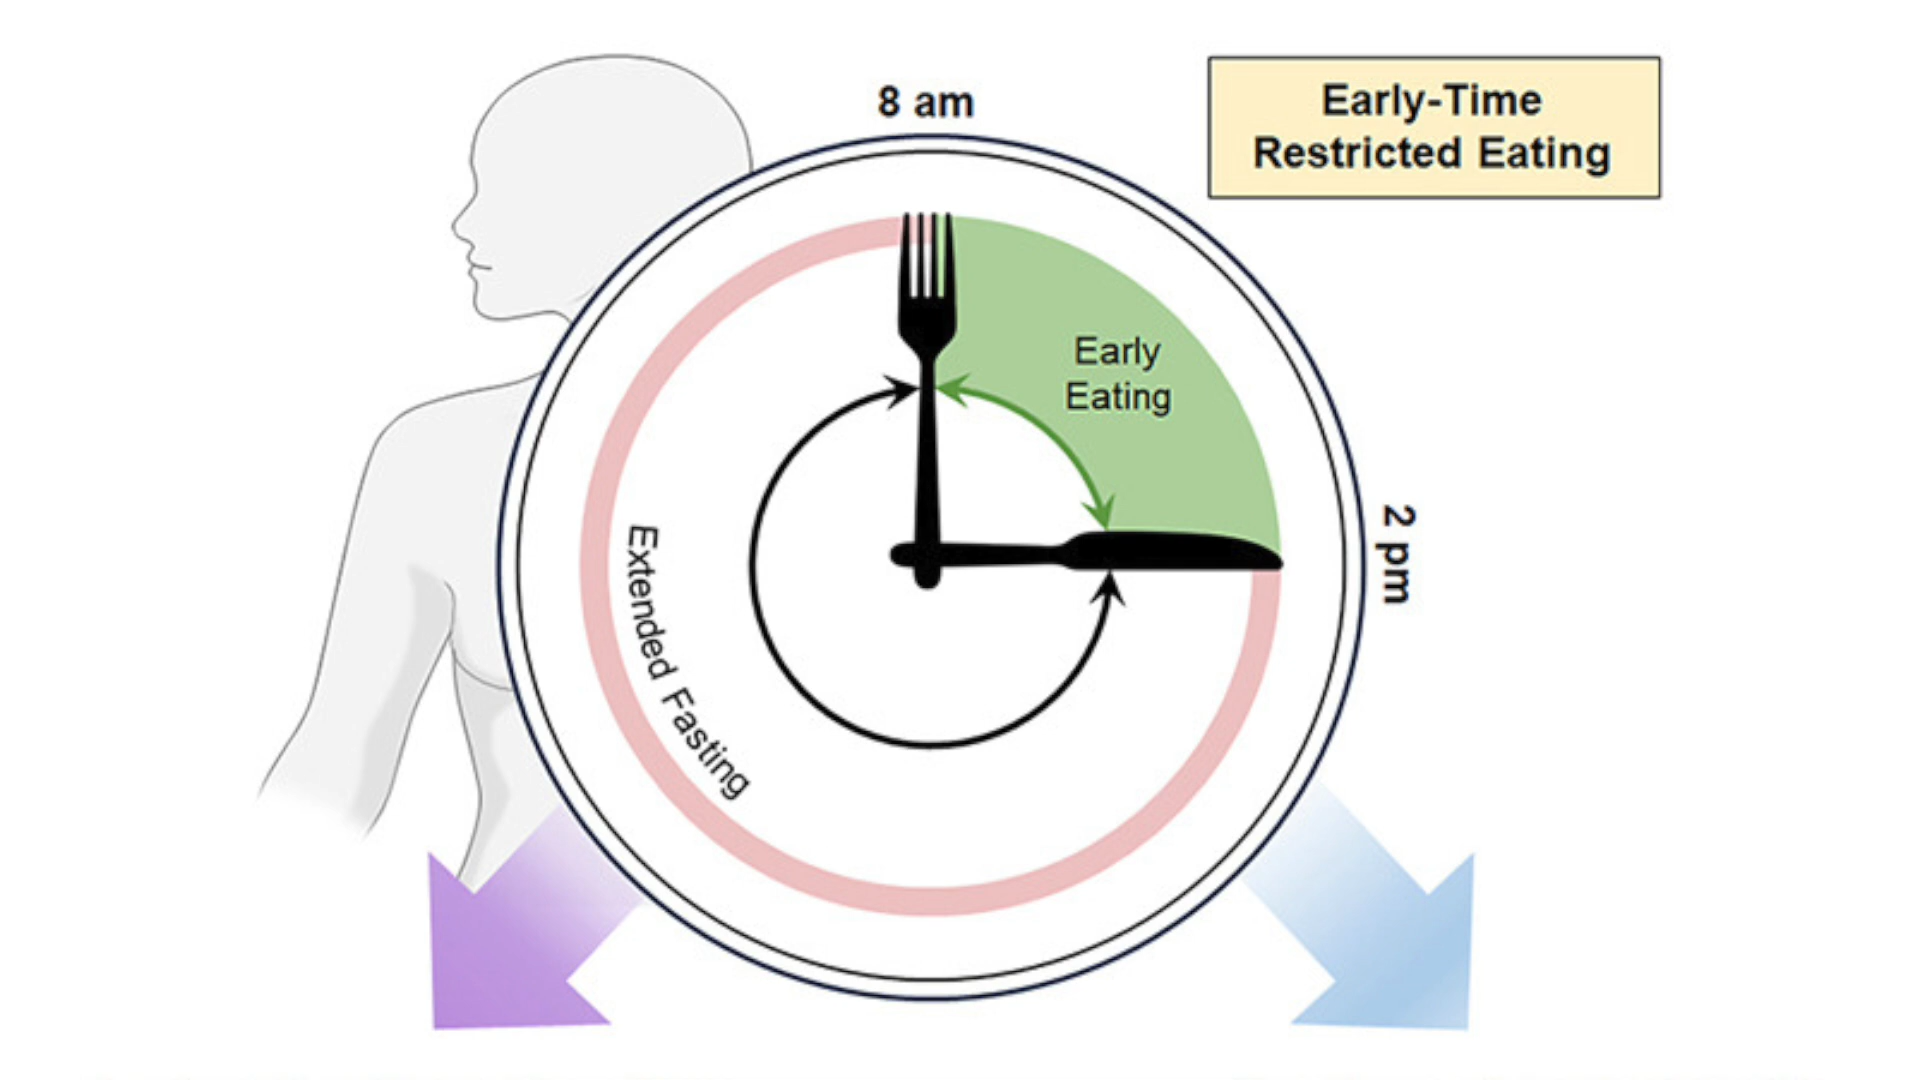 8 am
Early-Time
Restricted Eating
Early
Eating
2 pm
Extended Fasting